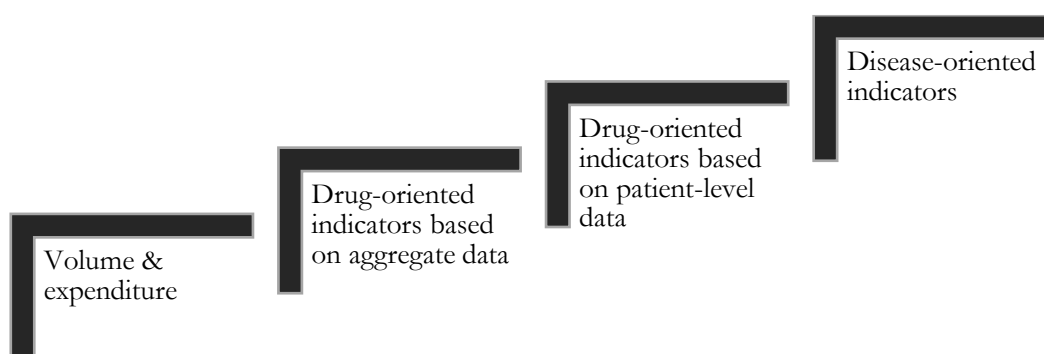 Volume &
expenditure
Drug-oriented
indicators based
on aggregate data
Drug-oriented
indicators based
on patient-level
data
Disease-oriented
indicators